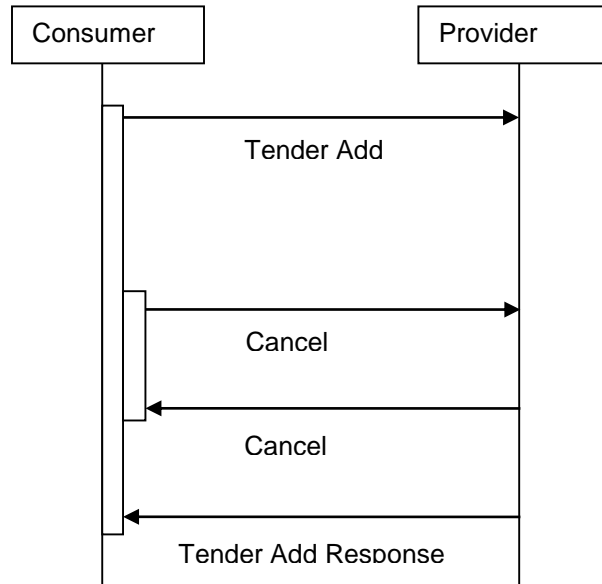 Consumer
Provider
Tender Add
Cancel
Cancel
Tender Add Response